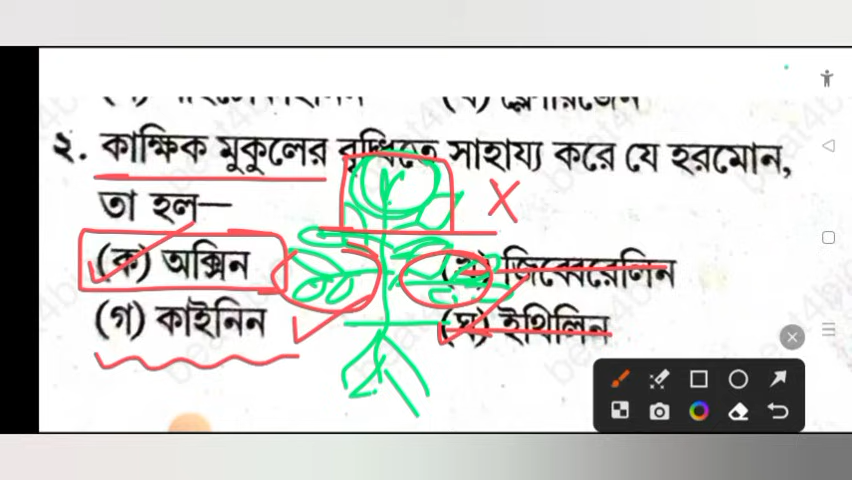 ২. কাক্ষিক মুকুলের বৃদ্ধিতে সাহায্য করে যে হরমোন,
তা হল—
(ক) অক্সিন (খ) জিব্বেরেলিন
(গ) কাইনিন (ঘ) ইথিলিন